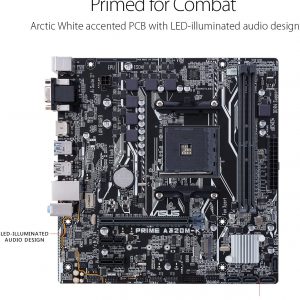 Primed for Combat
Arctic White accented PCB with LED-illuminated audio design
ASUS
PRIME A320M-K
LED-ILLUMINATED
AUDIO DESIGN